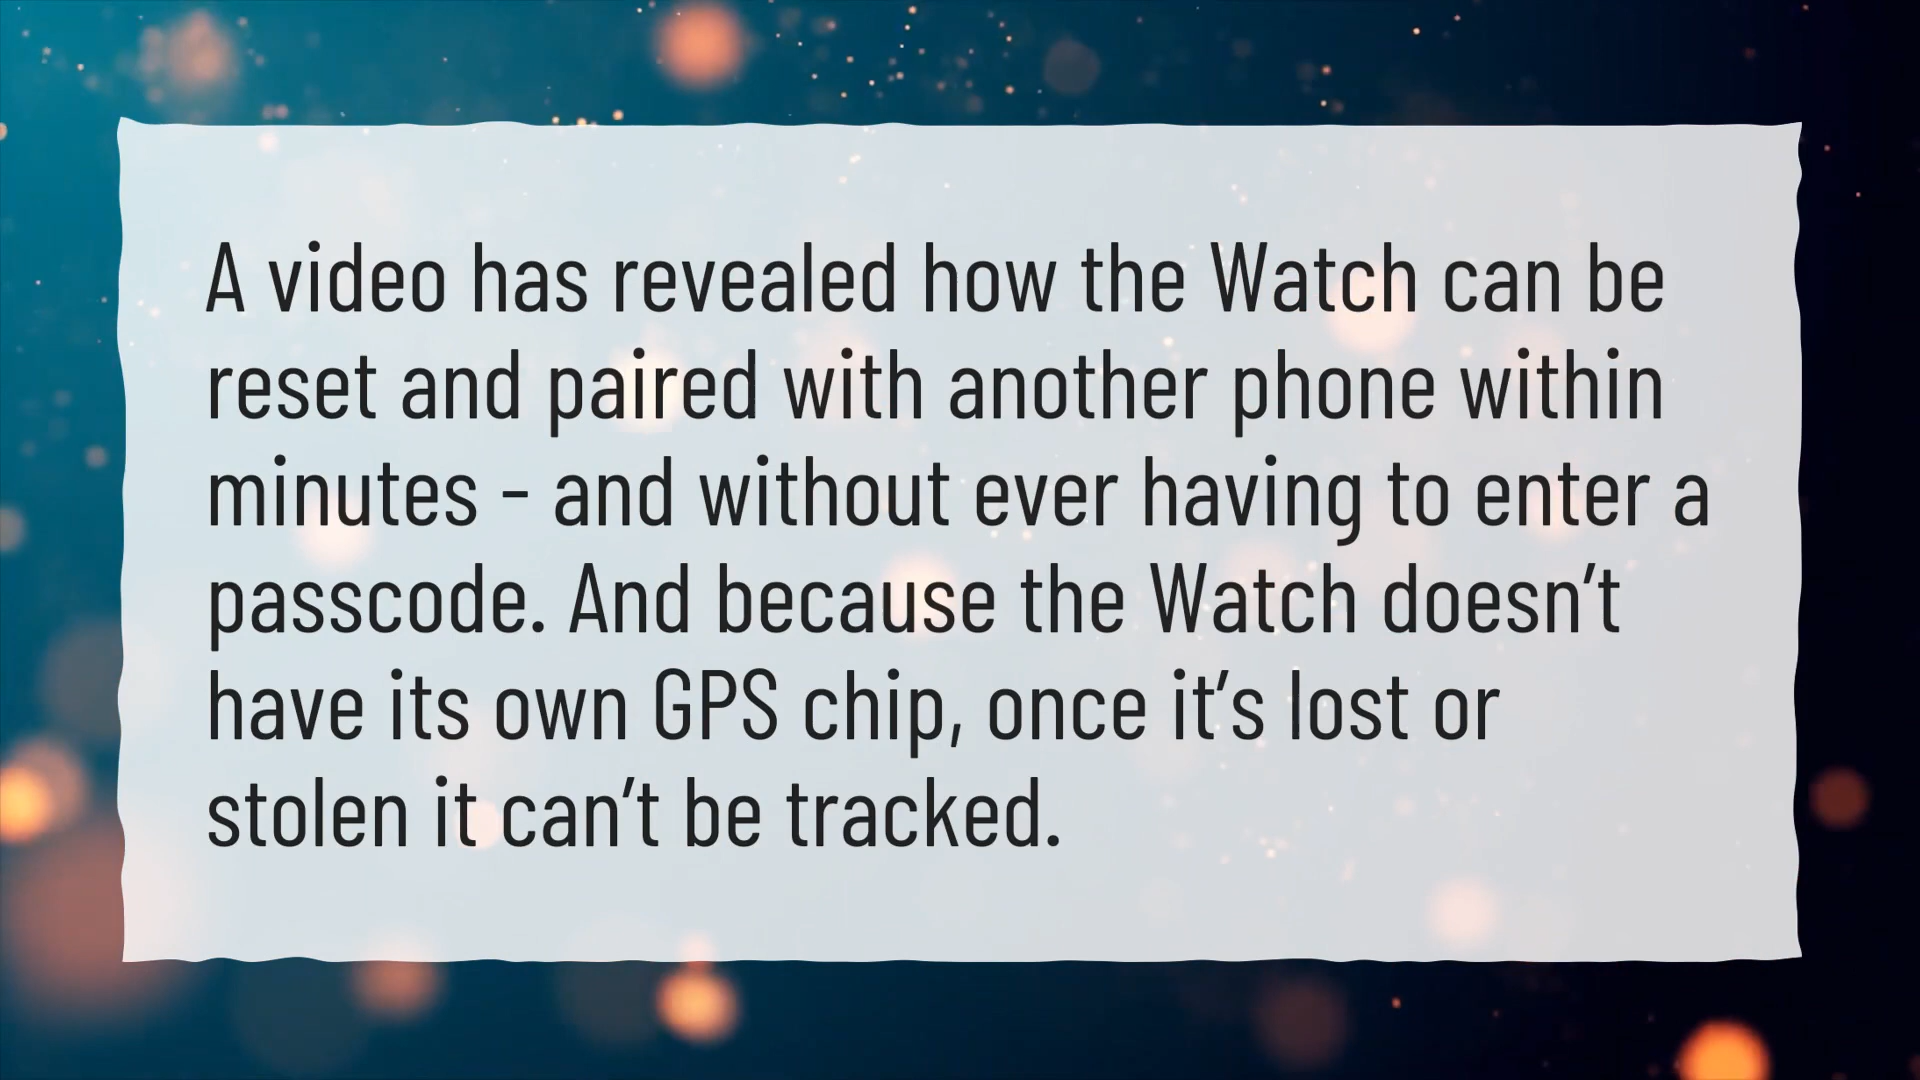 A video has revealed how the Watch can be
reset and paired with another phone within
minutes - and without ever having to enter a
passcode. And because the Watch doesn’t
have its own GPS chip, once it’s lost or
stolen it can’t be tracked.